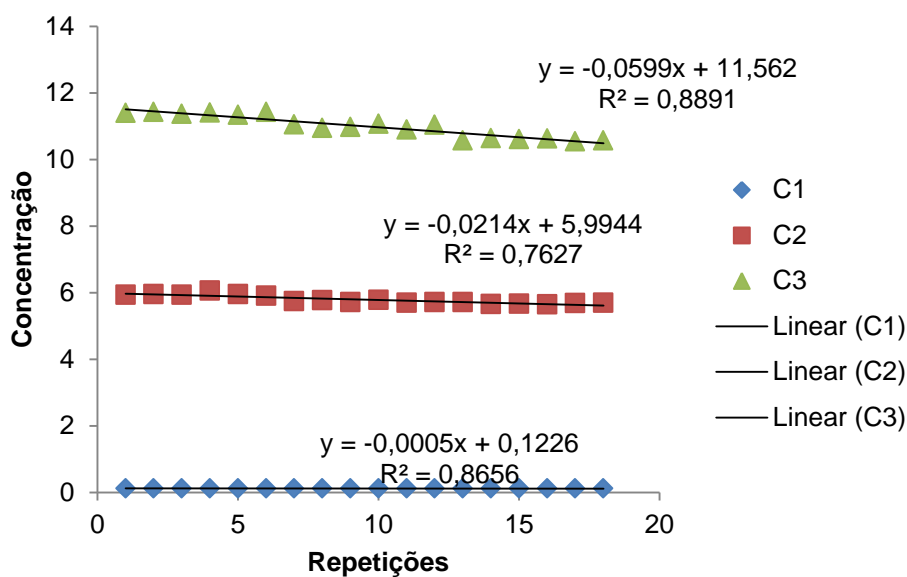 14
12
10
8
6
4
2
0
Concentração
y = -0,0599x + 11,562
R² = 0,8891
y = -0,0214x + 5,9944
R² = 0,7627
y = -0,0005x + 0,1226
R² = 0,8656
0 5 10 15 20
Repetições
C1
C2
C3
Linear (C1)
Linear (C2)
Linear (C3)